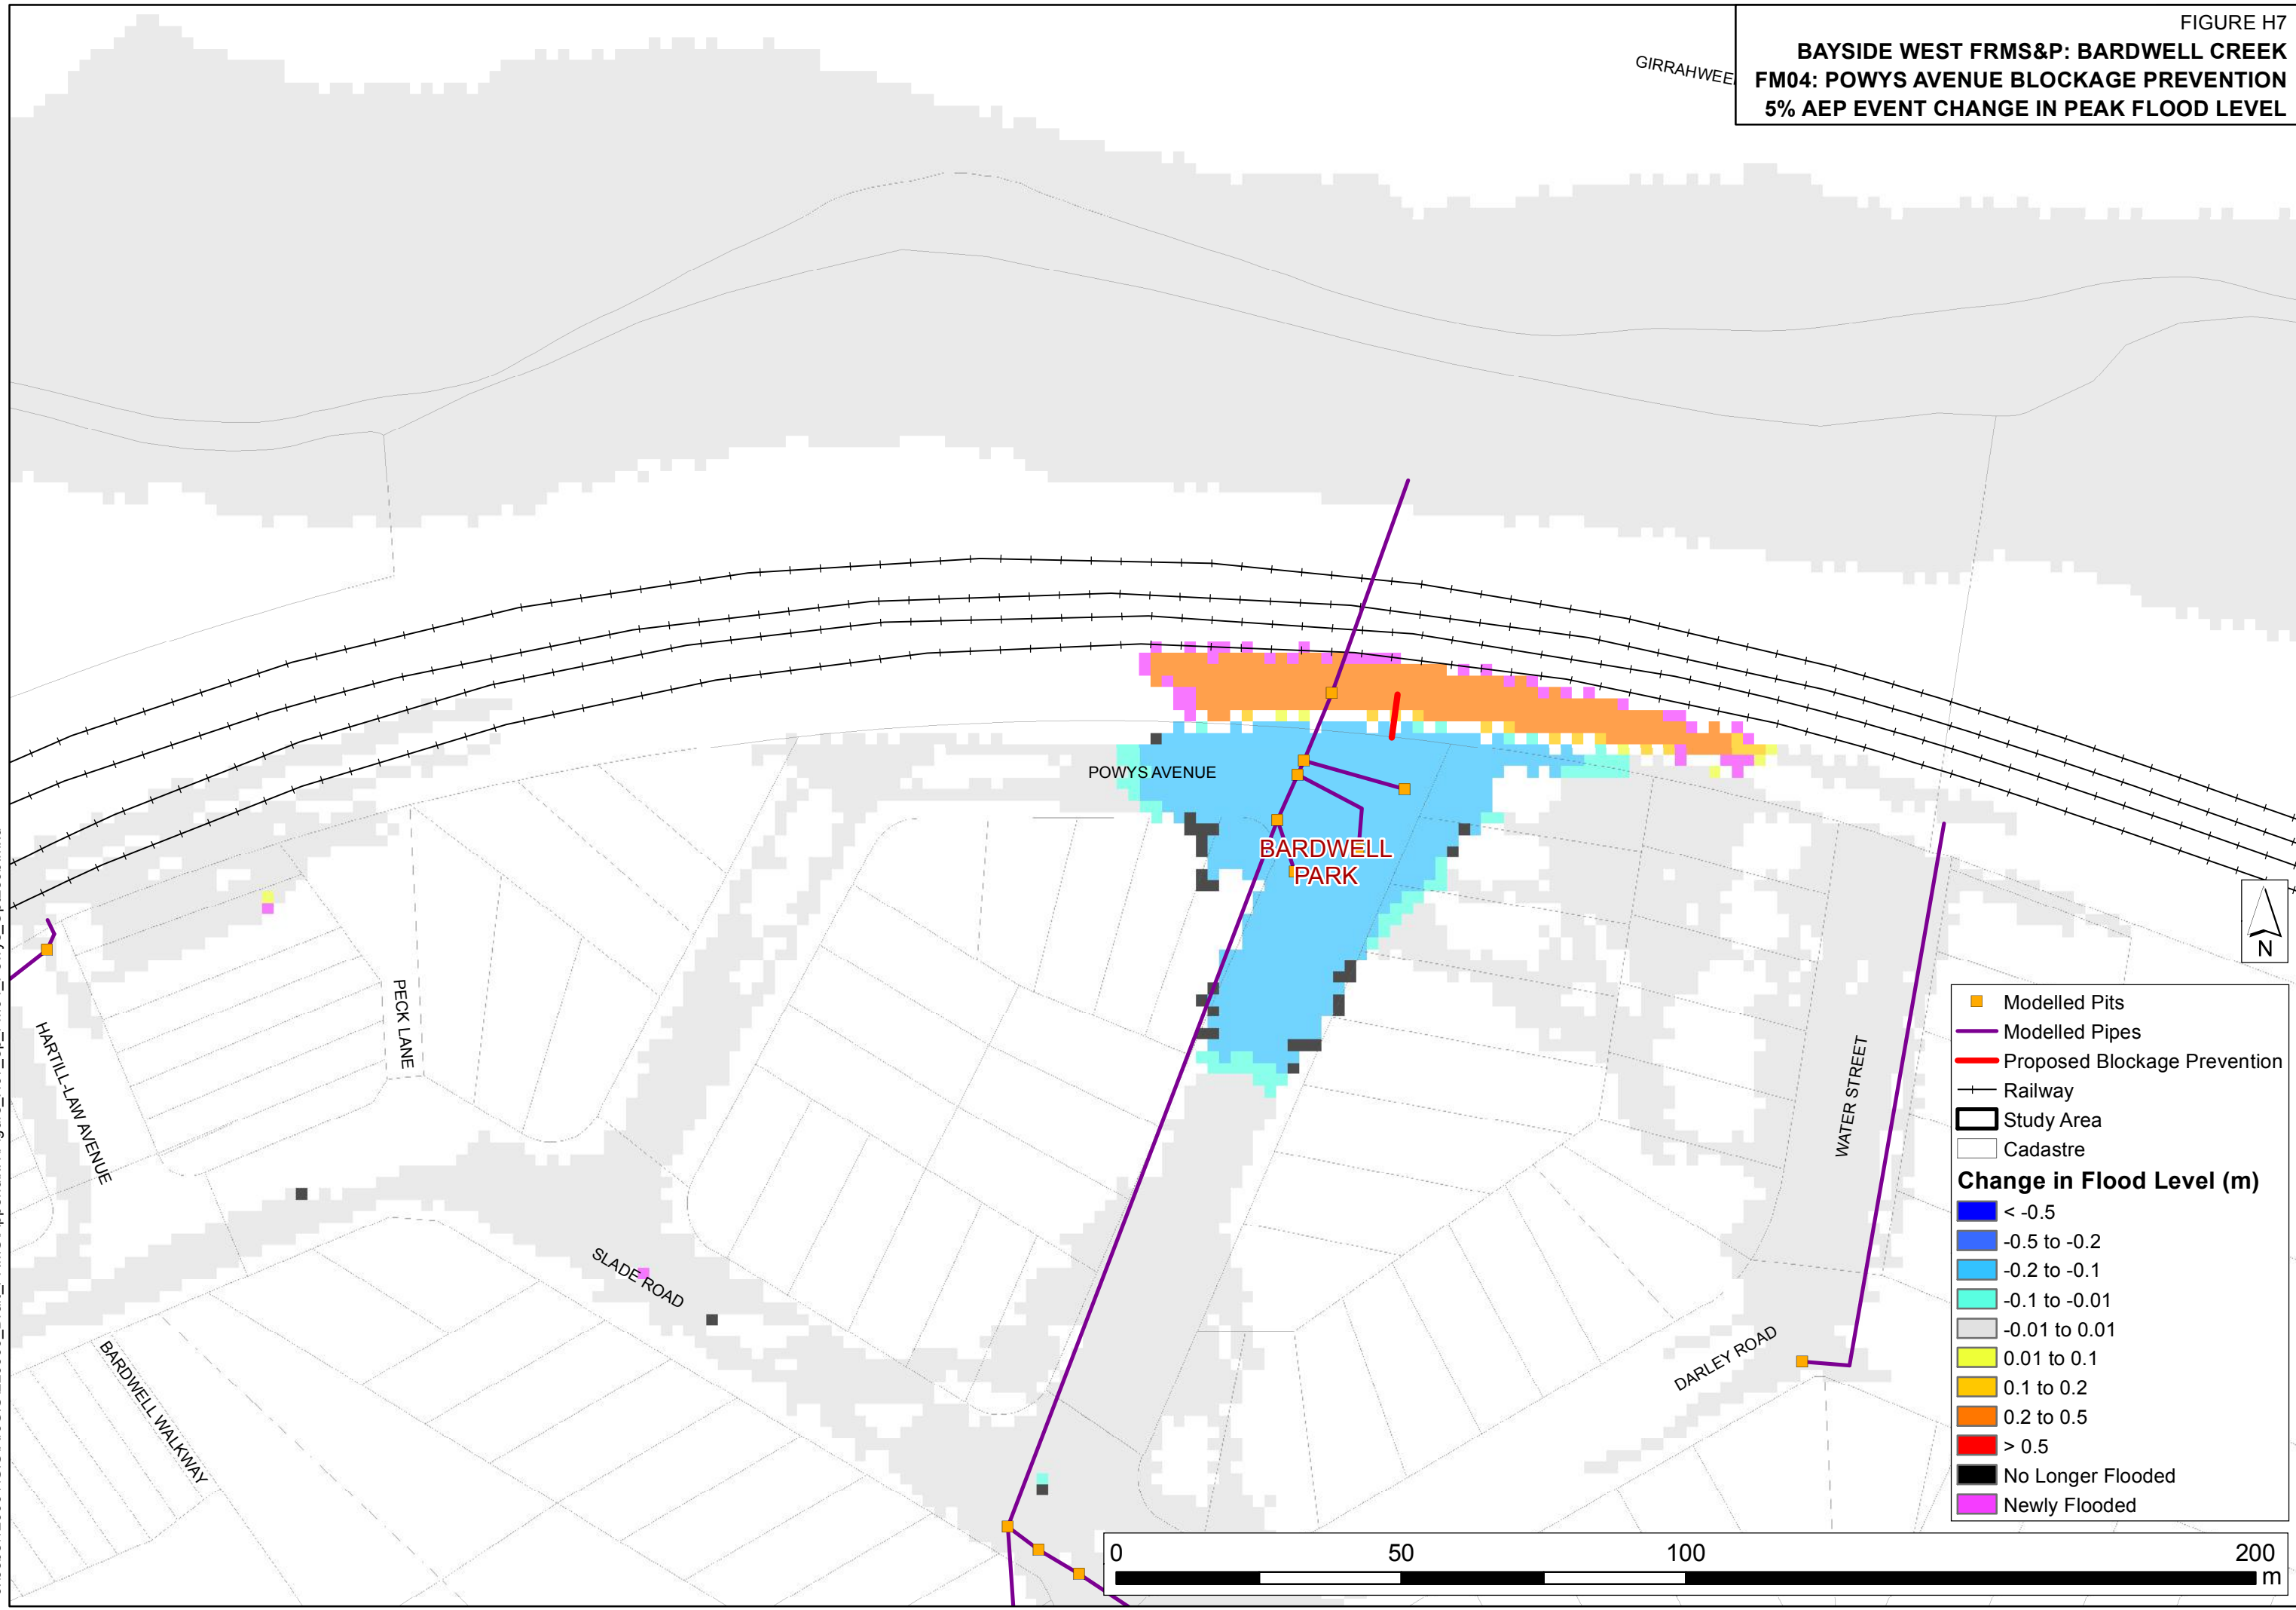 FIGURE H7
BAYSIDE WEST FRMS&P: BARDWELL CREEK
FM04: POWYS AVENUE BLOCKAGE PREVENTION
5% AEP EVENT CHANGE IN PEAK FLOOD LEVEL
POWYS AVENUE
BARDWELL
PARK
PECK LANE
HARTILL-LAW AVENUE
SLADE ROAD
BARDWELL WALKWAY
WATER STREET
DARLEY ROAD
N
Modelled Pits
Modelled Pipes
Proposed Blockage Prevention
Railway
Study Area
Cadastre
Change in Flood Level (m)
< -0.5
-0.5 to -0.2
-0.2 to -0.1
-0.1 to -0.01
-0.01 to 0.01
0.01 to 0.1
0.1 to 0.2
0.2 to 0.5
> 0.5
No Longer Flooded
Newly Flooded
0 50 100 200
m